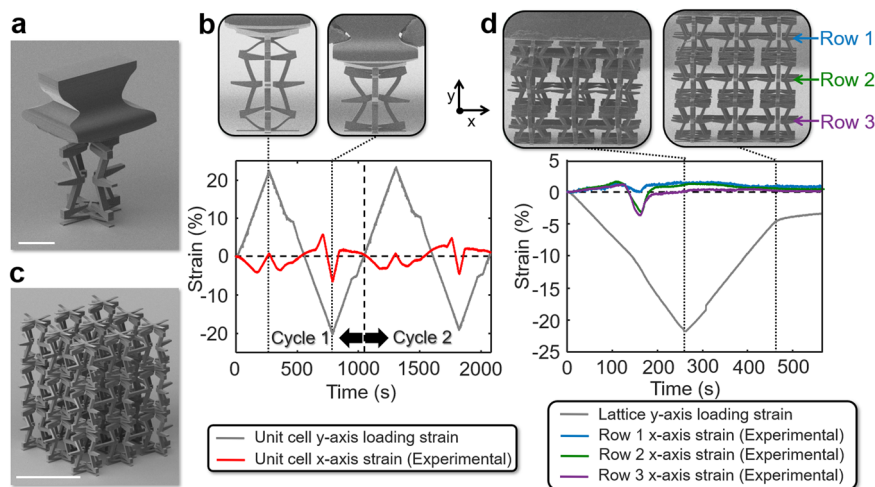 a
b
d
Row 1
Row 2
Row 3
y
x
c
Strain (%)
20
10
0
-10
-20
Cycle 1
Cycle 2
0
500
1000
1500
2000
Time (s)
Unit cell y-axis loading strain
Unit cell x-axis strain (Experimental)
Strain (%)
5
0
-5
-10
-15
-20
-25
0
100
200
300
400
500
Time (s)
Lattice y-axis loading strain
Row 1 x-axis strain (Experimental)
Row 2 x-axis strain (Experimental)
Row 3 x-axis strain (Experimental)